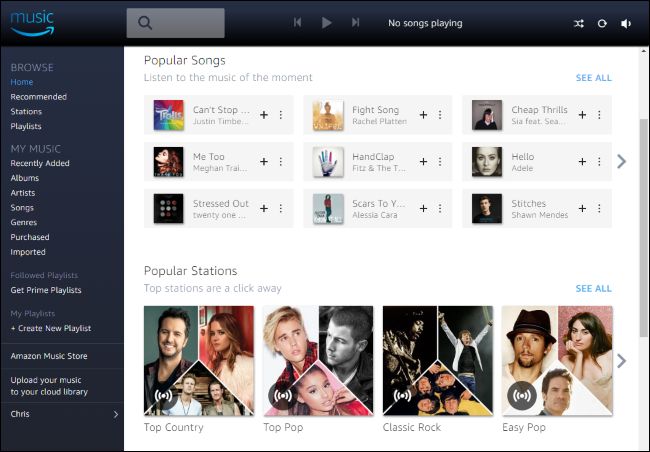 music
No songs playing
BROWSE
Home
Recommended
Stations
Playlists
MY MUSIC
Recently Added
Albums
Artists
Songs
Genres
Purchased
Imported
Followed Playlists
Get Prime Playlists
My Playlists
+ Create New Playlist
Amazon Music Store
Upload your music
to your cloud library
Chris
Popular Songs
Listen to the music of the moment
SEE ALL
Can't Stop ...
Justin Timbe...
Fight Song
Rachel Platten
Cheap Thrills
Sia feat. Sea...
Me Too
Meghan Trai...
HandClap
Fitz & The T...
Hello
Adele
Stressed Out
twenty one ...
Scars To Y...
Alessia Cara
Stitches
Shawn Mendes
Popular Stations
Top stations are a click away
SEE ALL
Top Country
Top Pop
Classic Rock
Easy Pop